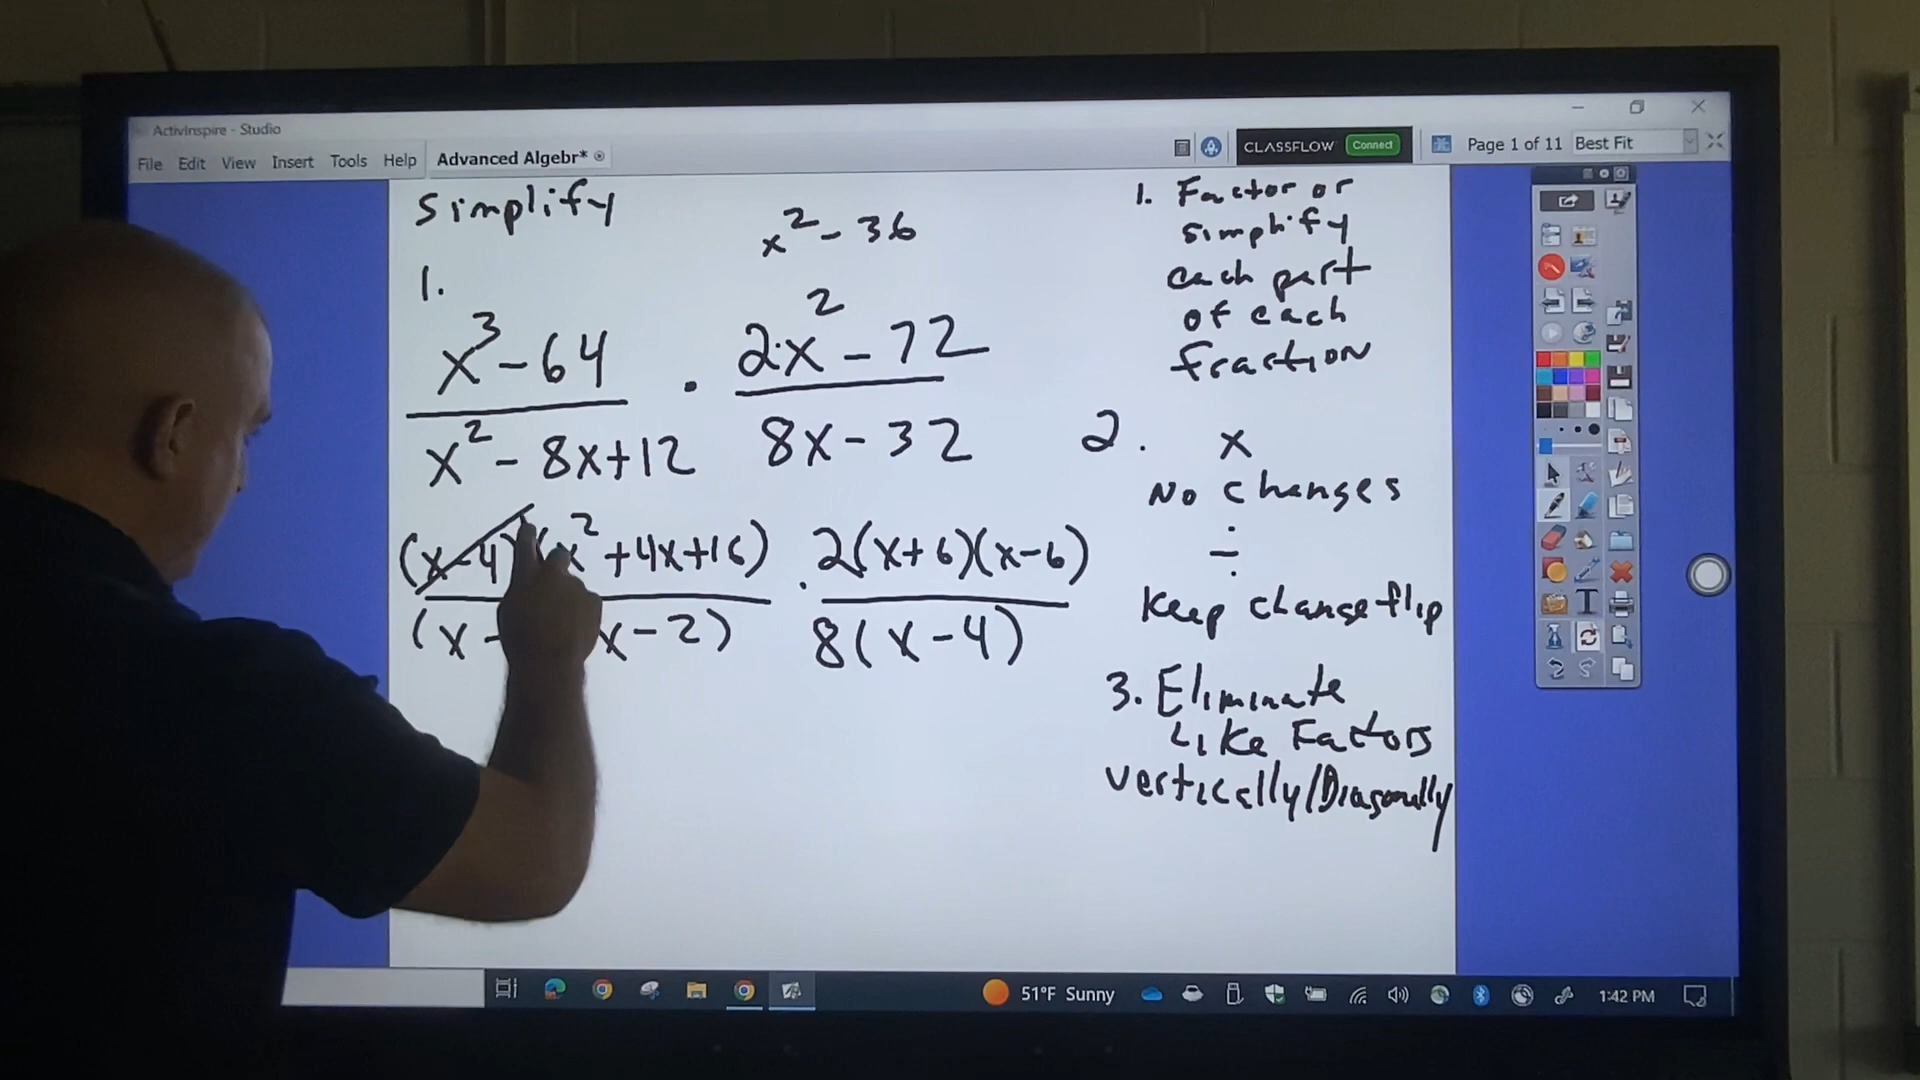 ActivInspire - Studio
File Edit View Insert Tools Help Advanced Algebr*
CLASSFLOW Connect Page 1 of 11 Best Fit
Simplify
x² - 36
1.
x³ - 64 · 2x² - 72
x² - 8x + 12 8x - 32
(x-4)(x² + 4x + 16) · 2(x+6)(x-6)
(x- x-2) 8(x-4)
1. Factor or
simplify
each part
of each
fraction
2. x
No changes
÷
Keep change flip
3. Eliminate
Like Factors
vertically/Diagonally
51°F Sunny 1:42 PM